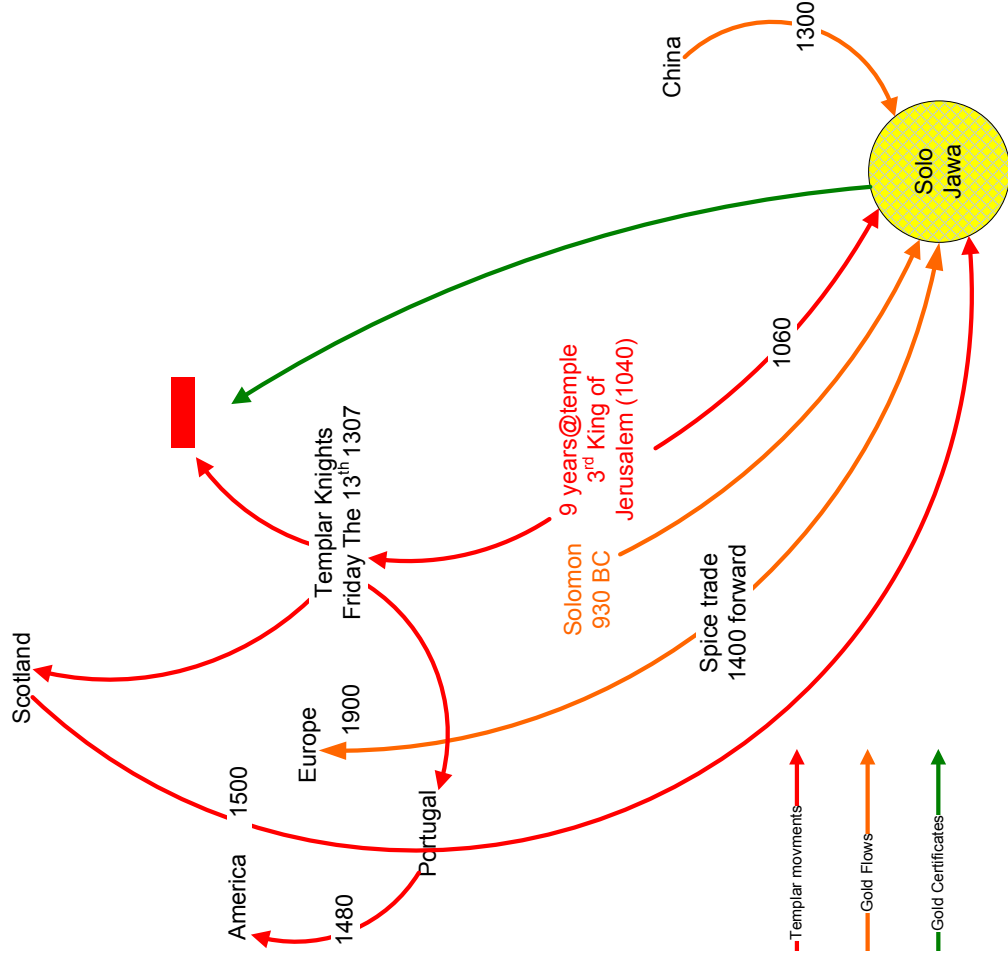 Scotland
America
1500
Europe
Templar Knights
Friday The 13th 1307
1480
1900
Portugal
Solomon
930 BC
9 years@temple
3rd King of
Jerusalem (1040)
China
Spice trade
1400 forward
1060
1300
Templar movments
Gold Flows
Gold Certificates
Solo
Jawa